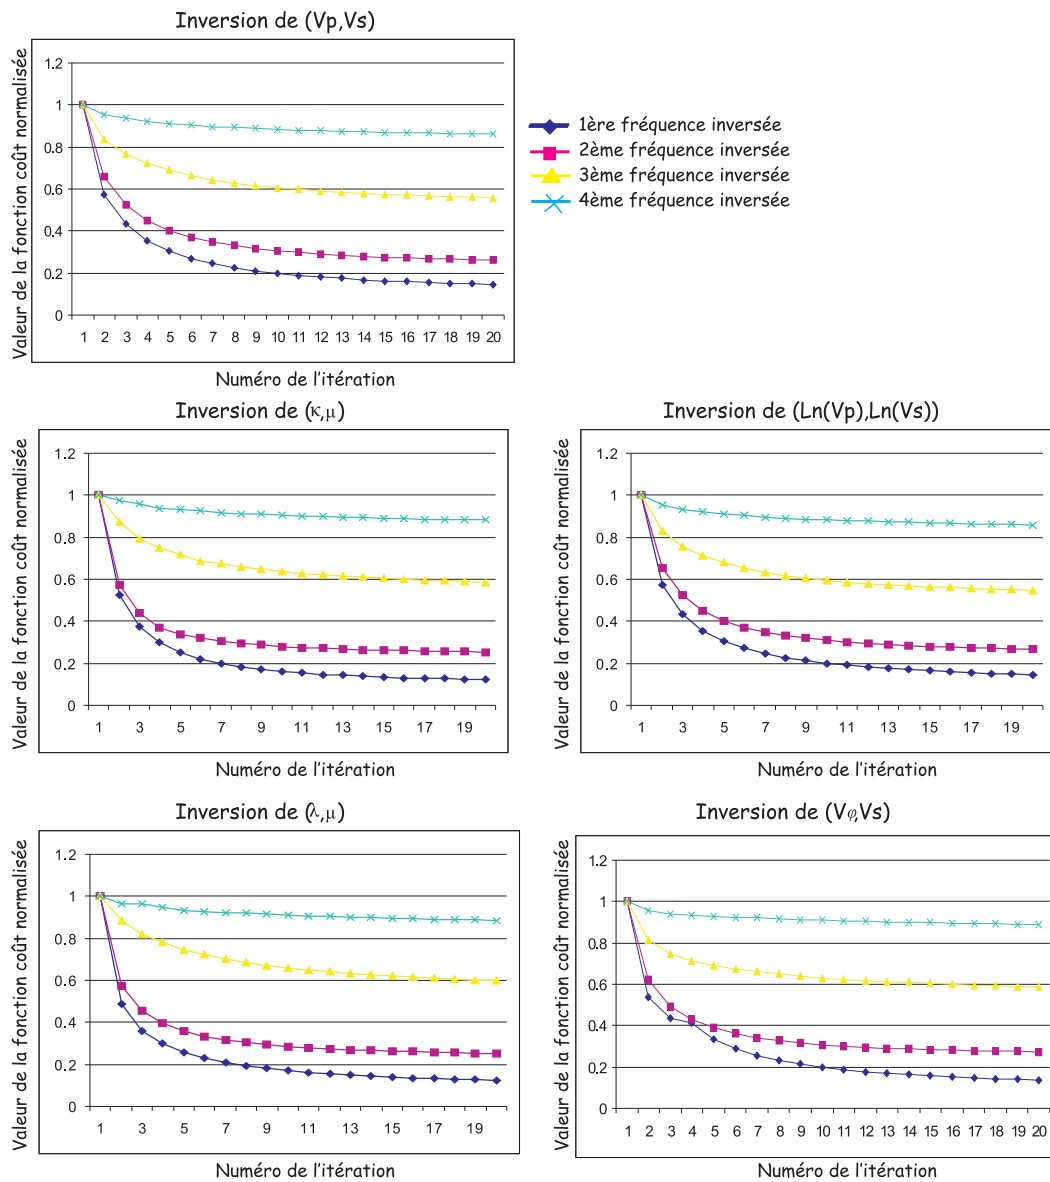 Inversion de (Vp,Vs)
Valeur de la fonction coût normalisée
1.2
1
0.8
0.6
0.4
0.2
0
1 2 3 4 5 6 7 8 9 10 11 12 13 14 15 16 17 18 19 20
Numéro de l'itération
1ère fréquence inversée
2ème fréquence inversée
3ème fréquence inversée
4ème fréquence inversée
Inversion de (κ,μ)
Valeur de la fonction coût normalisée
1.2
1
0.8
0.6
0.4
0.2
0
1 3 5 7 9 11 13 15 17 19
Numéro de l'itération
Inversion de (Ln(Vp),Ln(Vs))
Valeur de la fonction coût normalisée
1.2
1
0.8
0.6
0.4
0.2
0
1 3 5 7 9 11 13 15 17 19
Numéro de l'itération
Inversion de (λ,μ)
Valeur de la fonction coût normalisée
1.2
1
0.8
0.6
0.4
0.2
0
1 3 5 7 9 11 13 15 17 19
Numéro de l'itération
Inversion de (Vφ,Vs)
Valeur de la fonction coût normalisée
1.2
1
0.8
0.6
0.4
0,2
0
1 2 3 4 5 6 7 8 9 10 11 12 13 14 15 16 17 18 19 20
Numéro de l'itération